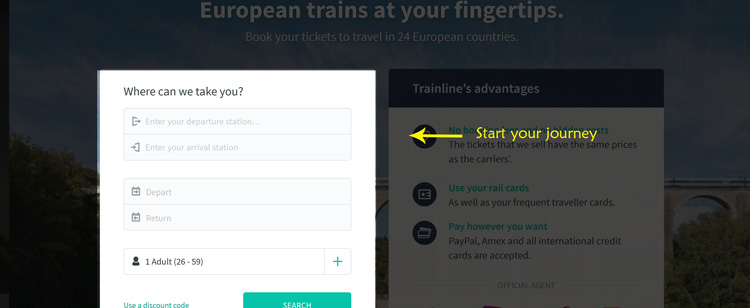 European trains at your fingertips.
Book your tickets to travel in 24 European countries.
Where can we take you?
Enter your departure station...
Enter your arrival station
Depart
Return
1 Adult (26 - 59)
Use a discount code
SEARCH
Trainline's advantages
Start your journey
No
The tickets that we sell have the same prices
as the carriers'.
Use your rail cards
As well as your frequent traveller cards.
Pay however you want
PayPal, Amex and all international credit
cards are accepted.
OFFICIAL AGENT